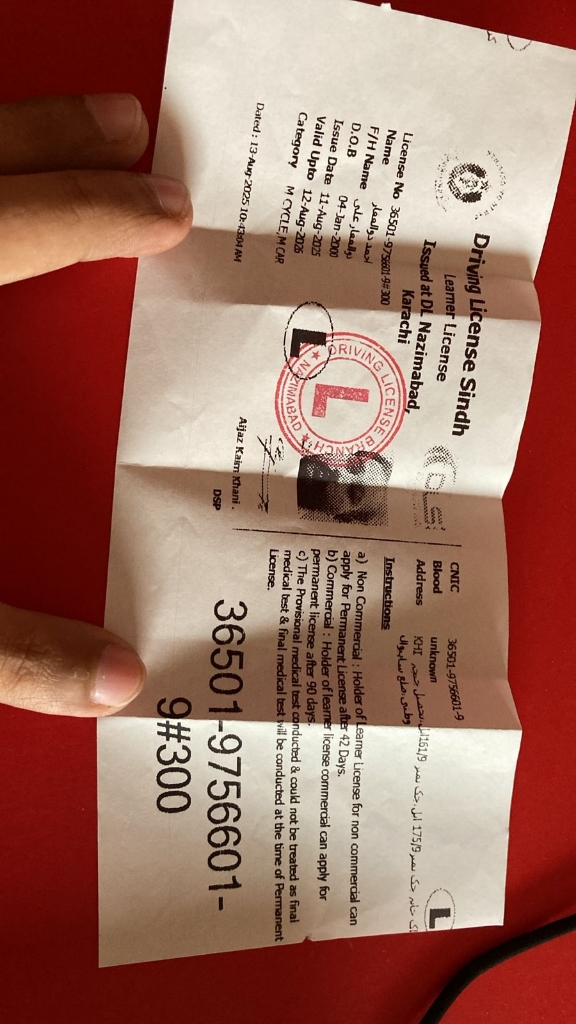 Driving License Sindh
Learner License
Issued at DL Nazimabad,
Karachi
License No 36501-9756601-9#300
Name احمد ذوالفقار
F/H Name ذوالفقار علی
D.O.B 04-Jan-2000
Issue Date 11-Aug-2025
Valid Upto 12-Aug-2026
Category M CYCLE,M CAR
Dated : 13-Aug-2025 10:43:04 AM
DRIVING LICENSE BRANCH
NAZIMABAD
L
L
Aijaz Kaim Khani .
DSP
L
CNIC 36501-9756601-9
Blood unknown
Address KHI
Instructions
a) Non Commercial : Holder of Learner License for non commercial can
apply for Permanent License after 42 Days.
b) Commercial : Holder of learner license commercial can apply for
permanent license after 90 days.
c) The Provisional medical test conducted & could not be treated as final
medical test & final medical test will be conducted at the time of Permanent
License.
36501-9756601-
9#300